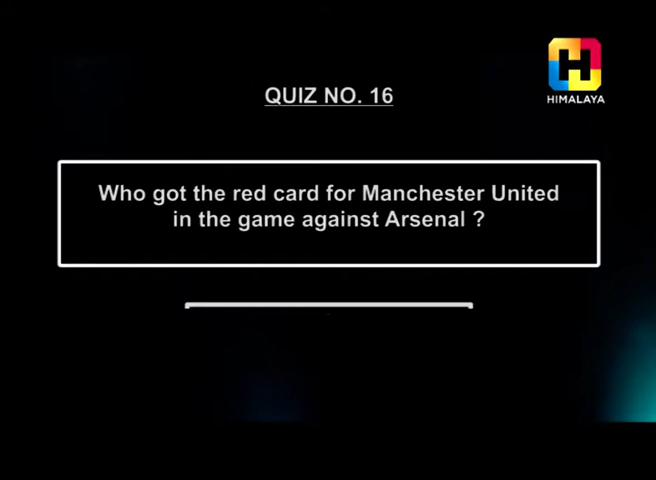 H
HIMALAYA
QUIZ NO. 16
Who got the red card for Manchester United
in the game against Arsenal ?